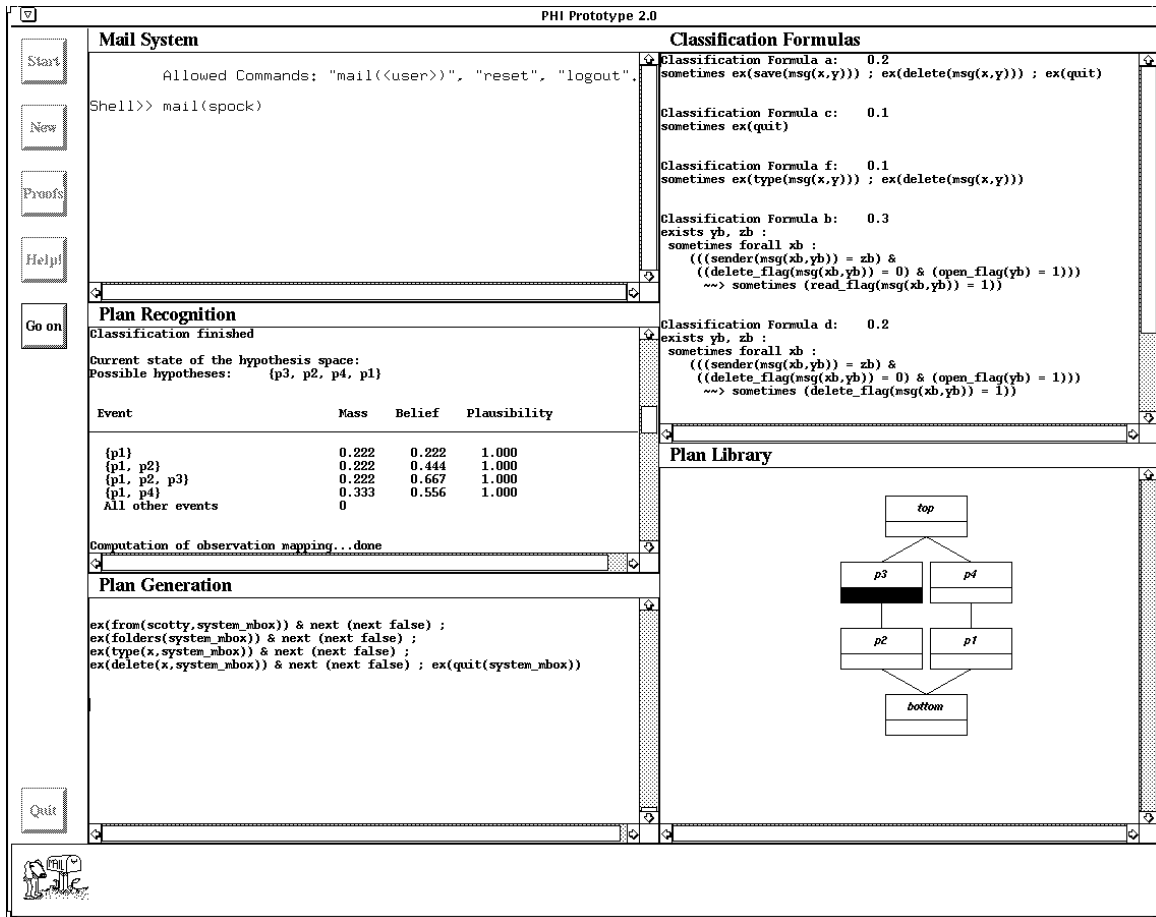 PHI Prototype 2.0
Start
New
Proofs
Help!
Go on
Quit
Mail System
Allowed Commands: "mail(<user>)", "reset", "logout".
Shell>> mail(spock)
Plan Recognition
Classification finished
Current state of the hypothesis space:
Possible hypotheses: {p3, p2, p4, p1}
Event Mass Belief Plausibility
{p1} 0.222 0.222 1.000
{p1, p2} 0.222 0.444 1.000
{p1, p2, p3} 0.222 0.667 1.000
{p1, p4} 0.333 0.556 1.000
All other events 0
Computation of observation mapping...done
Plan Generation
ex(from(scotty,system_mbox)) & next (next false) ;
ex(folders(system_mbox)) & next (next false) ;
ex(type(x,system_mbox)) & next (next false) ;
ex(delete(x,system_mbox)) & next (next false) ; ex(quit(system_mbox))
Classification Formulas
Classification Formula a: 0.2
sometimes ex(save(msg(x,y))) ; ex(delete(msg(x,y))) ; ex(quit)
Classification Formula c: 0.1
sometimes ex(quit)
Classification Formula f: 0.1
sometimes ex(type(msg(x,y))) ; ex(delete(msg(x,y)))
Classification Formula b: 0.3
exists yb, zb :
sometimes forall xb :
(((sender(msg(xb,yb)) = zb) &
((delete_flag(msg(xb,yb)) = 0) & (open_flag(yb) = 1)))
~~> sometimes (read_flag(msg(xb,yb)) = 1))
Classification Formula d: 0.2
exists yb, zb :
sometimes forall xb :
(((sender(msg(xb,yb)) = zb) &
((delete_flag(msg(xb,yb)) = 0) & (open_flag(yb) = 1)))
~~> sometimes (delete_flag(msg(xb,yb)) = 1))
Plan Library
top
p3 p4
p2 p1
bottom
MAIL